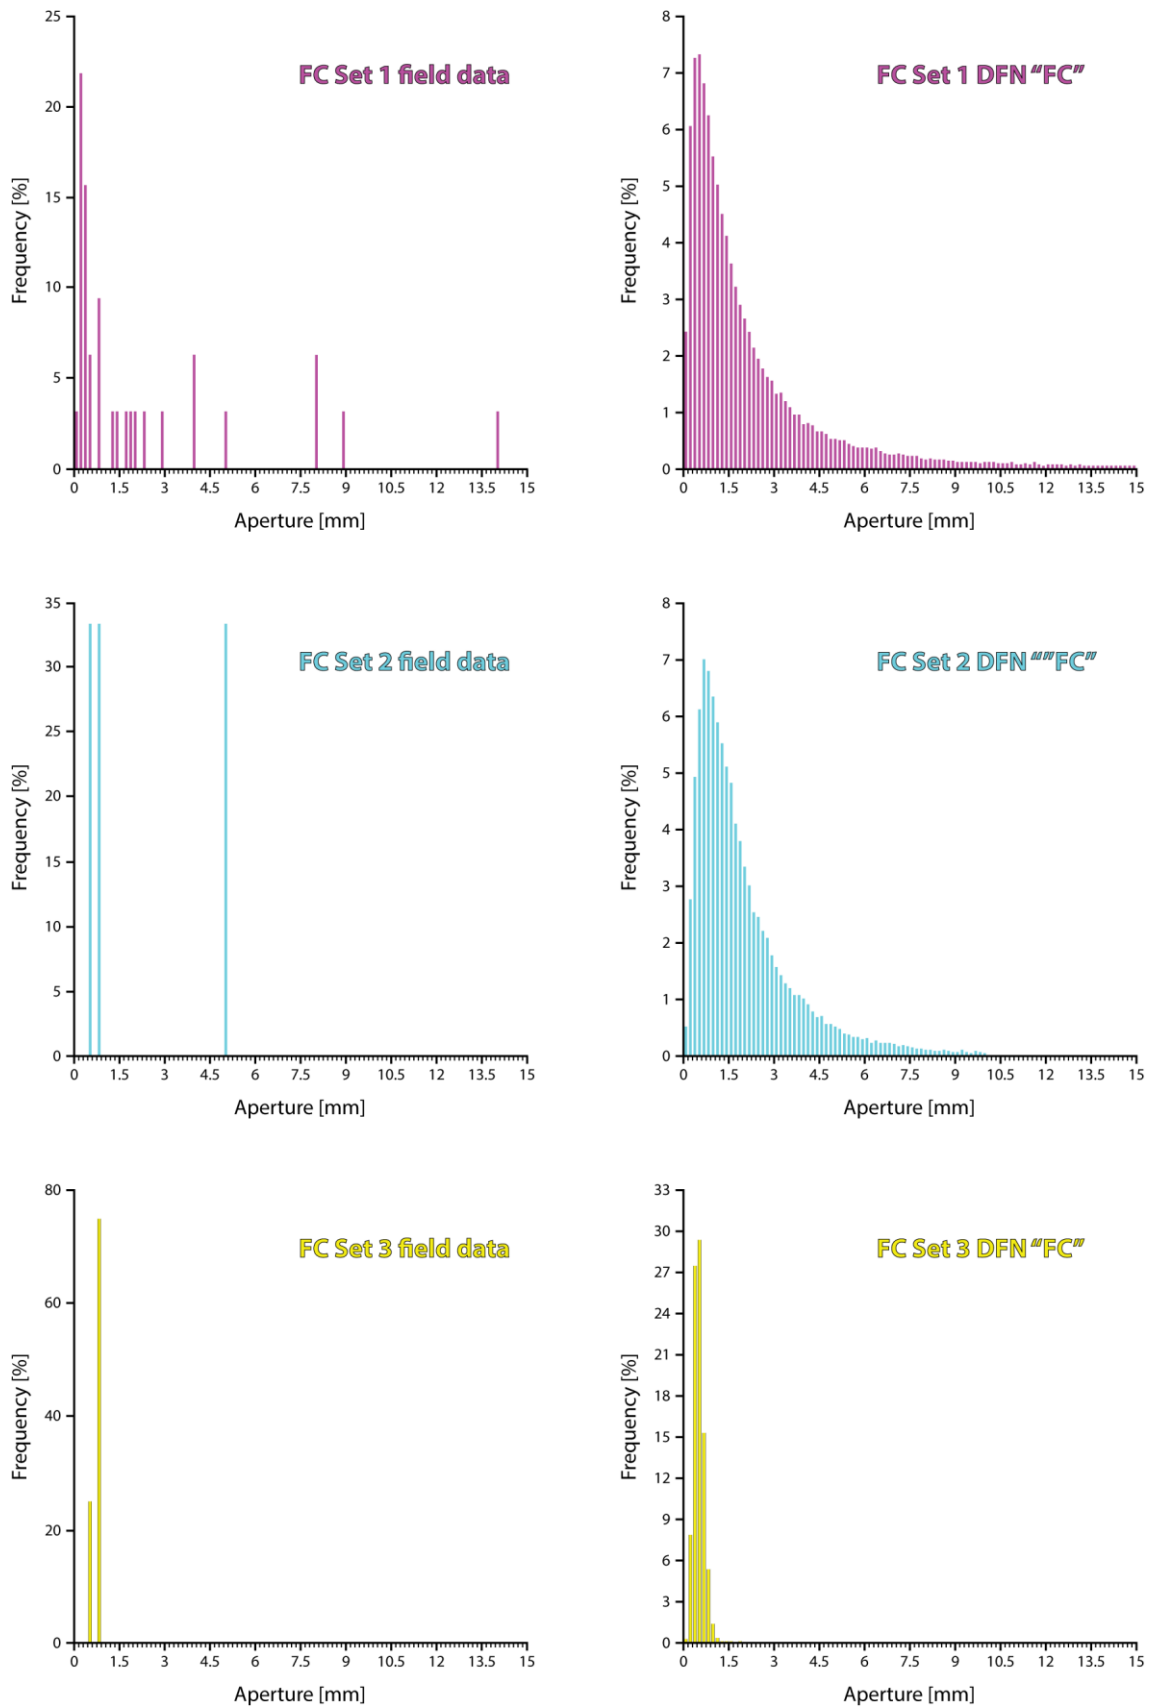 FC Set 1 field data
Frequency [%]
25
20
15
10
5
0
0 1.5 3 4.5 6 7.5 9 10.5 12 13.5 15
Aperture [mm]
FC Set 1 DFN “FC”
Frequency [%]
8
7
6
5
4
3
2
1
0
0 1.5 3 4.5 6 7.5 9 10.5 12 13.5 15
Aperture [mm]
FC Set 2 field data
Frequency [%]
35
30
25
20
15
10
5
0
0 1.5 3 4.5 6 7.5 9 10.5 12 13.5 15
Aperture [mm]
FC Set 2 DFN “”FC”
Frequency [%]
8
7
6
5
4
3
2
1
0
0 1.5 3 4.5 6 7.5 9 10.5 12 13.5 15
Aperture [mm]
FC Set 3 field data
Frequency [%]
80
60
40
20
0
0 1.5 3 4.5 6 7.5 9 10.5 12 13.5 15
Aperture [mm]
FC Set 3 DFN “FC”
Frequency [%]
33
30
27
24
21
18
15
12
9
6
3
0
0 1.5 3 4.5 6 7.5 9 10.5 12 13.5 15
Aperture [mm]